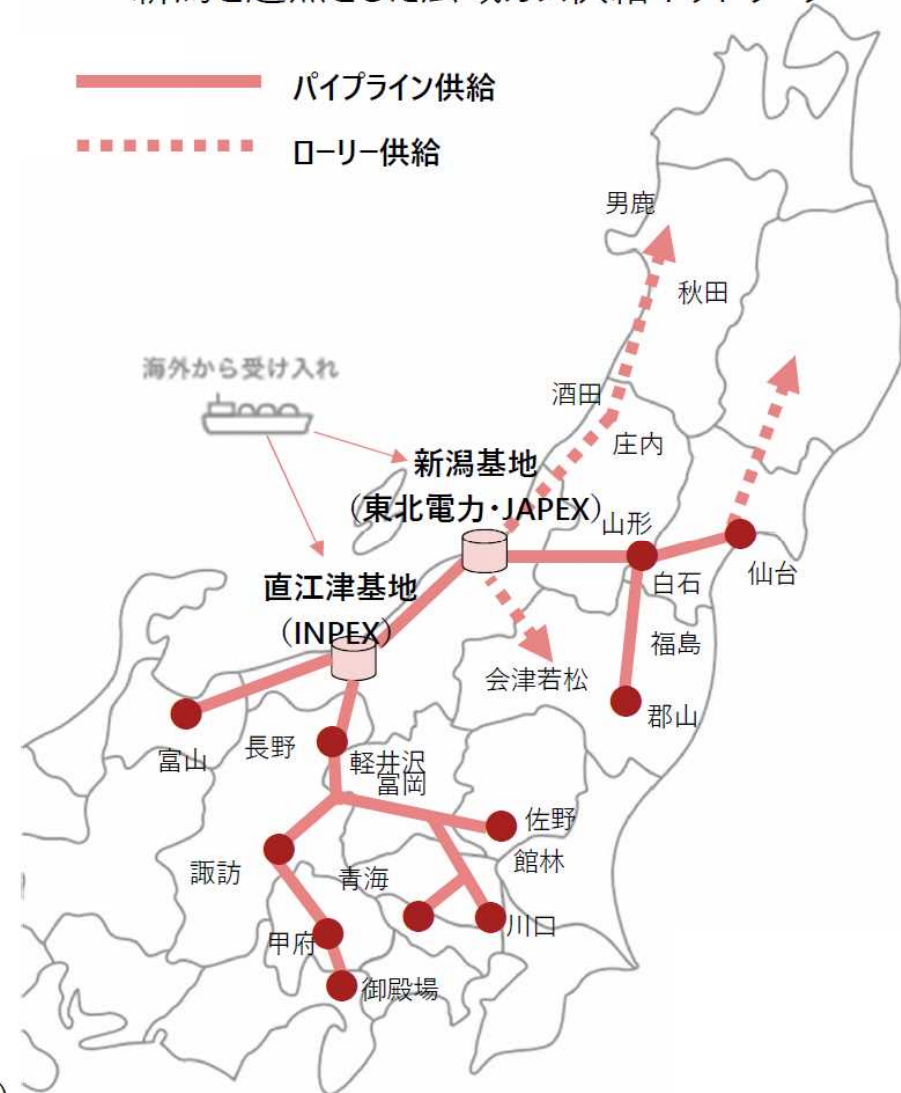 パイプライン供給
ローリー供給
男鹿
秋田
海外から受け入れ
酒田
庄内
新潟基地
(東北電力・JAPEX)
山形
白石
仙台
直江津基地
(INPEX)
福島
会津若松
郡山
富山
長野
軽井沢
富岡
佐野
館林
諏訪
青海
川口
甲府
御殿場